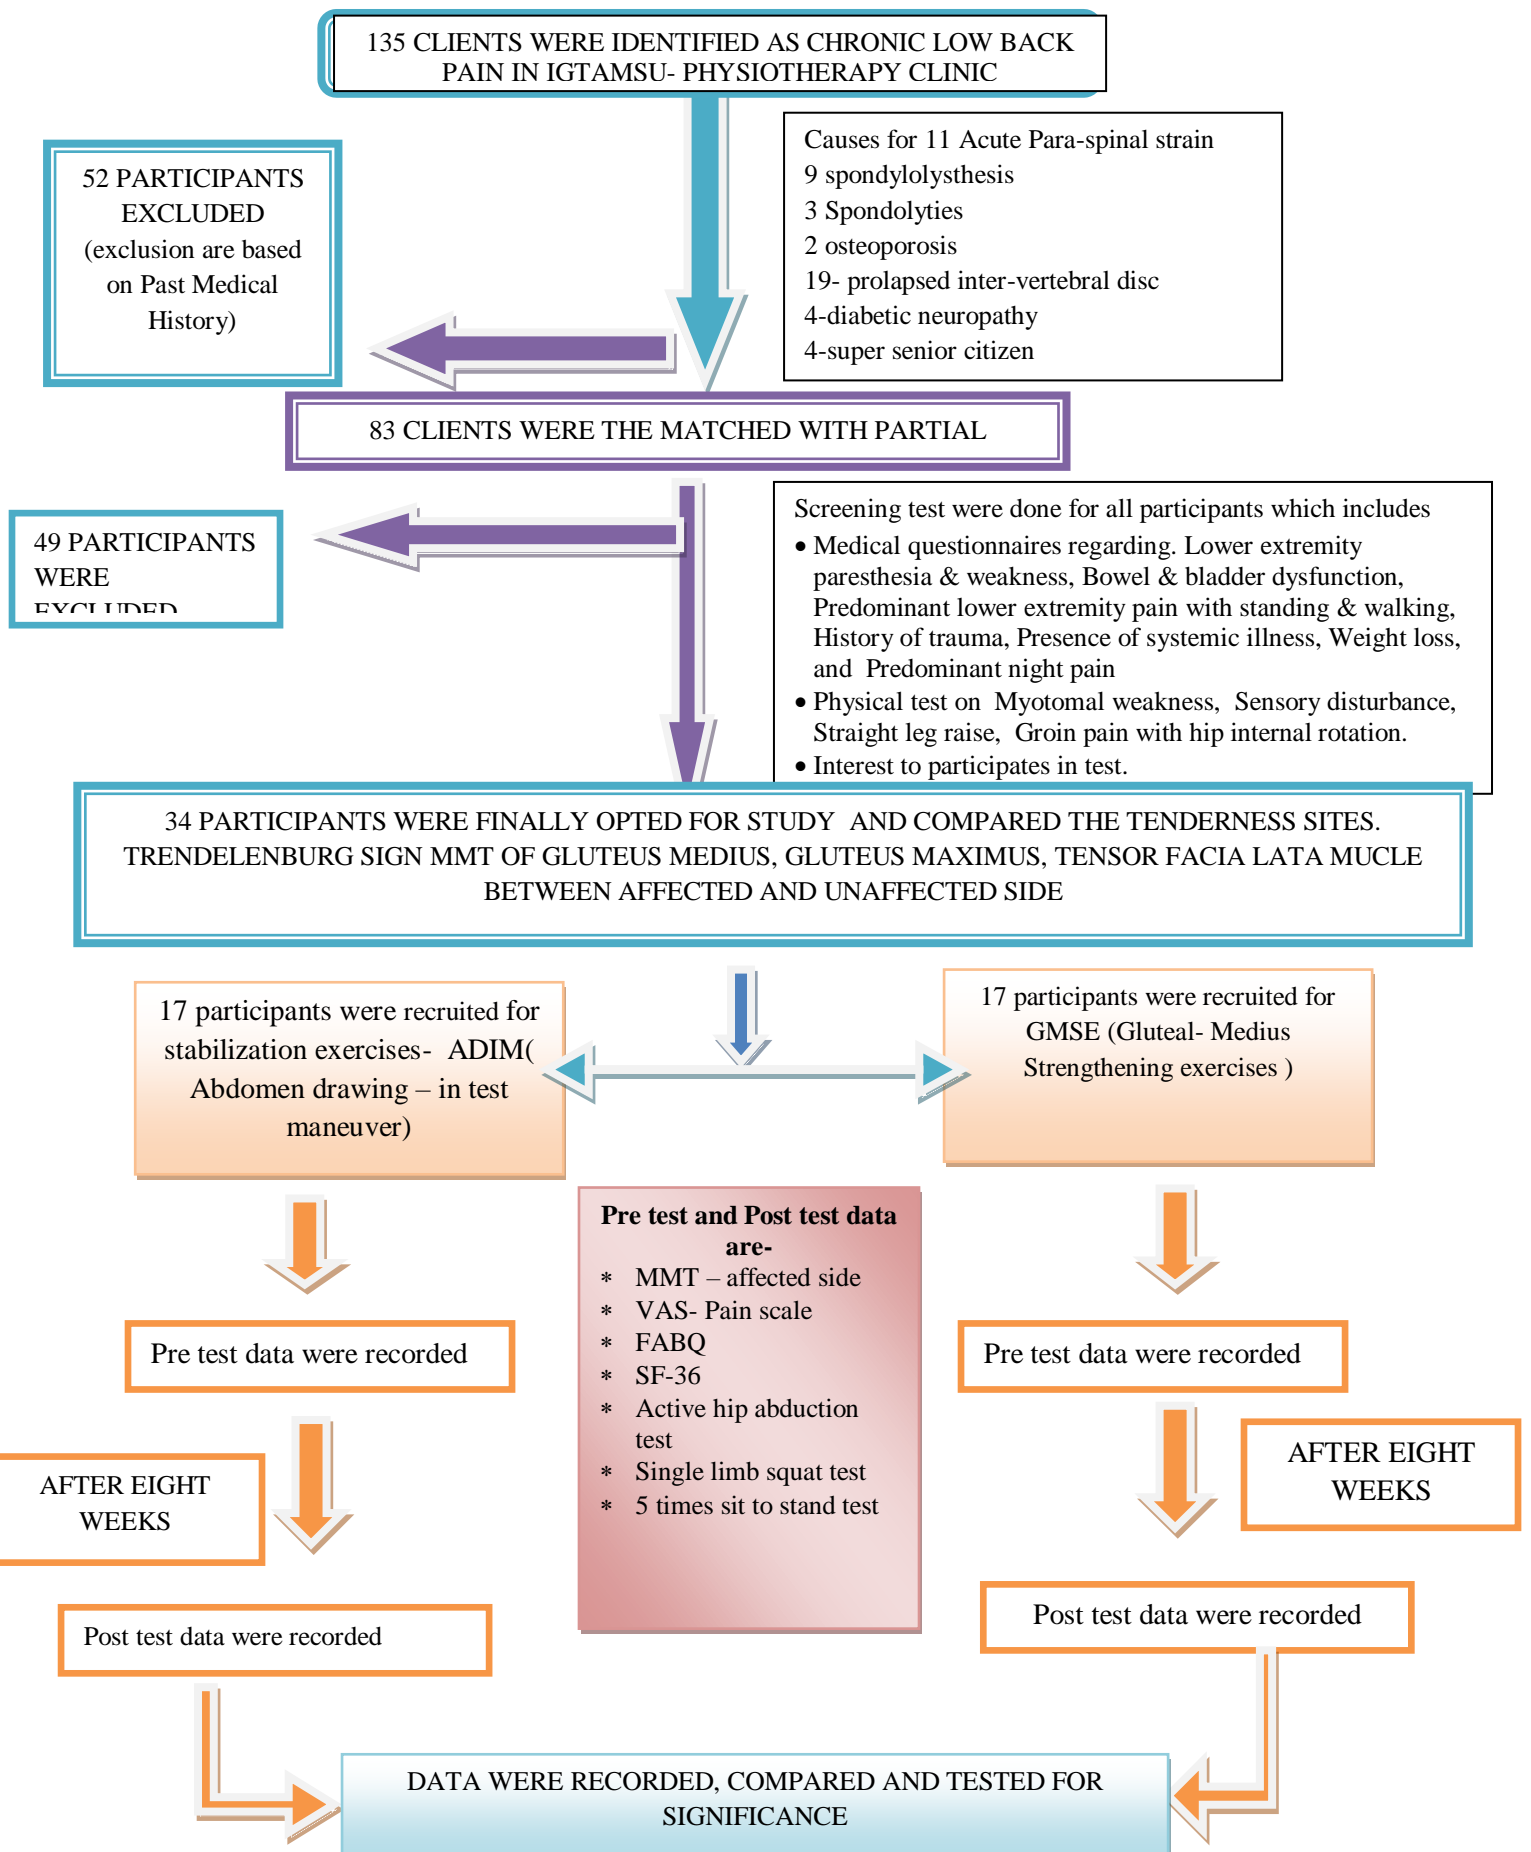 135 CLIENTS WERE IDENTIFIED AS CHRONIC LOW BACK
PAIN IN IGTAMSU- PHYSIOTHERAPY CLINIC
52 PARTICIPANTS
EXCLUDED
(exclusion are based
on Past Medical
History)
Causes for 11 Acute Para-spinal strain
9 spondylolysthesis
3 Spondolyties
2 osteoporosis
19- prolapsed inter-vertebral disc
4-diabetic neuropathy
4-super senior citizen
83 CLIENTS WERE THE MATCHED WITH PARTIAL
49 PARTICIPANTS
WERE
EXCLUDED
Screening test were done for all participants which includes
• Medical questionnaires regarding. Lower extremity
paresthesia & weakness, Bowel & bladder dysfunction,
Predominant lower extremity pain with standing & walking,
History of trauma, Presence of systemic illness, Weight loss,
and Predominant night pain
• Physical test on Myotomal weakness, Sensory disturbance,
Straight leg raise, Groin pain with hip internal rotation.
• Interest to participates in test.
34 PARTICIPANTS WERE FINALLY OPTED FOR STUDY AND COMPARED THE TENDERNESS SITES.
TRENDELENBURG SIGN MMT OF GLUTEUS MEDIUS, GLUTEUS MAXIMUS, TENSOR FACIA LATA MUCLE
BETWEEN AFFECTED AND UNAFFECTED SIDE
17 participants were recruited for
stabilization exercises- ADIM(
Abdomen drawing – in test
maneuver)
17 participants were recruited for
GMSE (Gluteal- Medius
Strengthening exercises )
Pre test and Post test data
are-
* MMT – affected side
* VAS- Pain scale
* FABQ
* SF-36
* Active hip abduction
test
* Single limb squat test
* 5 times sit to stand test
Pre test data were recorded
Pre test data were recorded
AFTER EIGHT
WEEKS
AFTER EIGHT
WEEKS
Post test data were recorded
Post test data were recorded
DATA WERE RECORDED, COMPARED AND TESTED FOR
SIGNIFICANCE